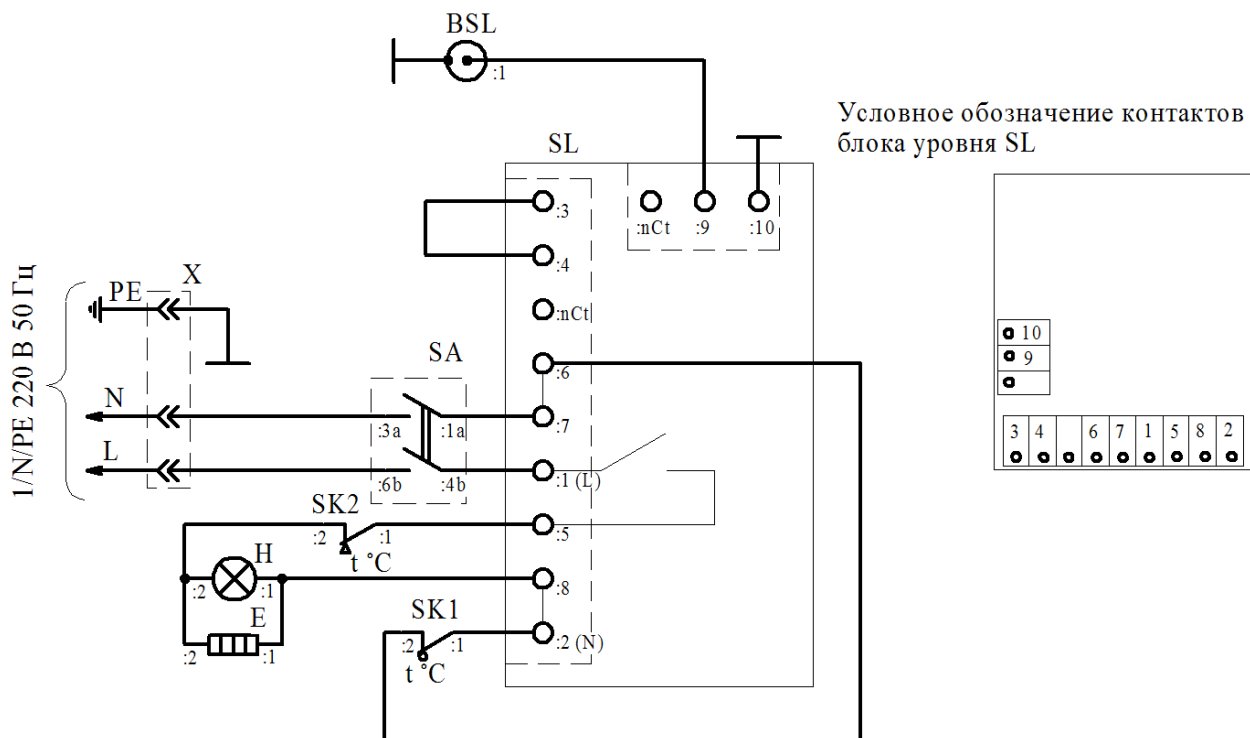 BSL
:1
Условное обозначение контактов
блока уровня SL
SL
:3
:nCt
:9
:10
:4
1/N/PE 220 В 50 Гц
PE
X
:nCt
10
SA
9
:6
N
:3a
:1a
:7
3
4
6
7
1
5
8
2
L
:6b
:4b
:1 (L)
SK2
:2
:1
:5
t °C
H
:2
:1
:8
E
SK1
:2
:1
:2
:1
:2 (N)
t °C